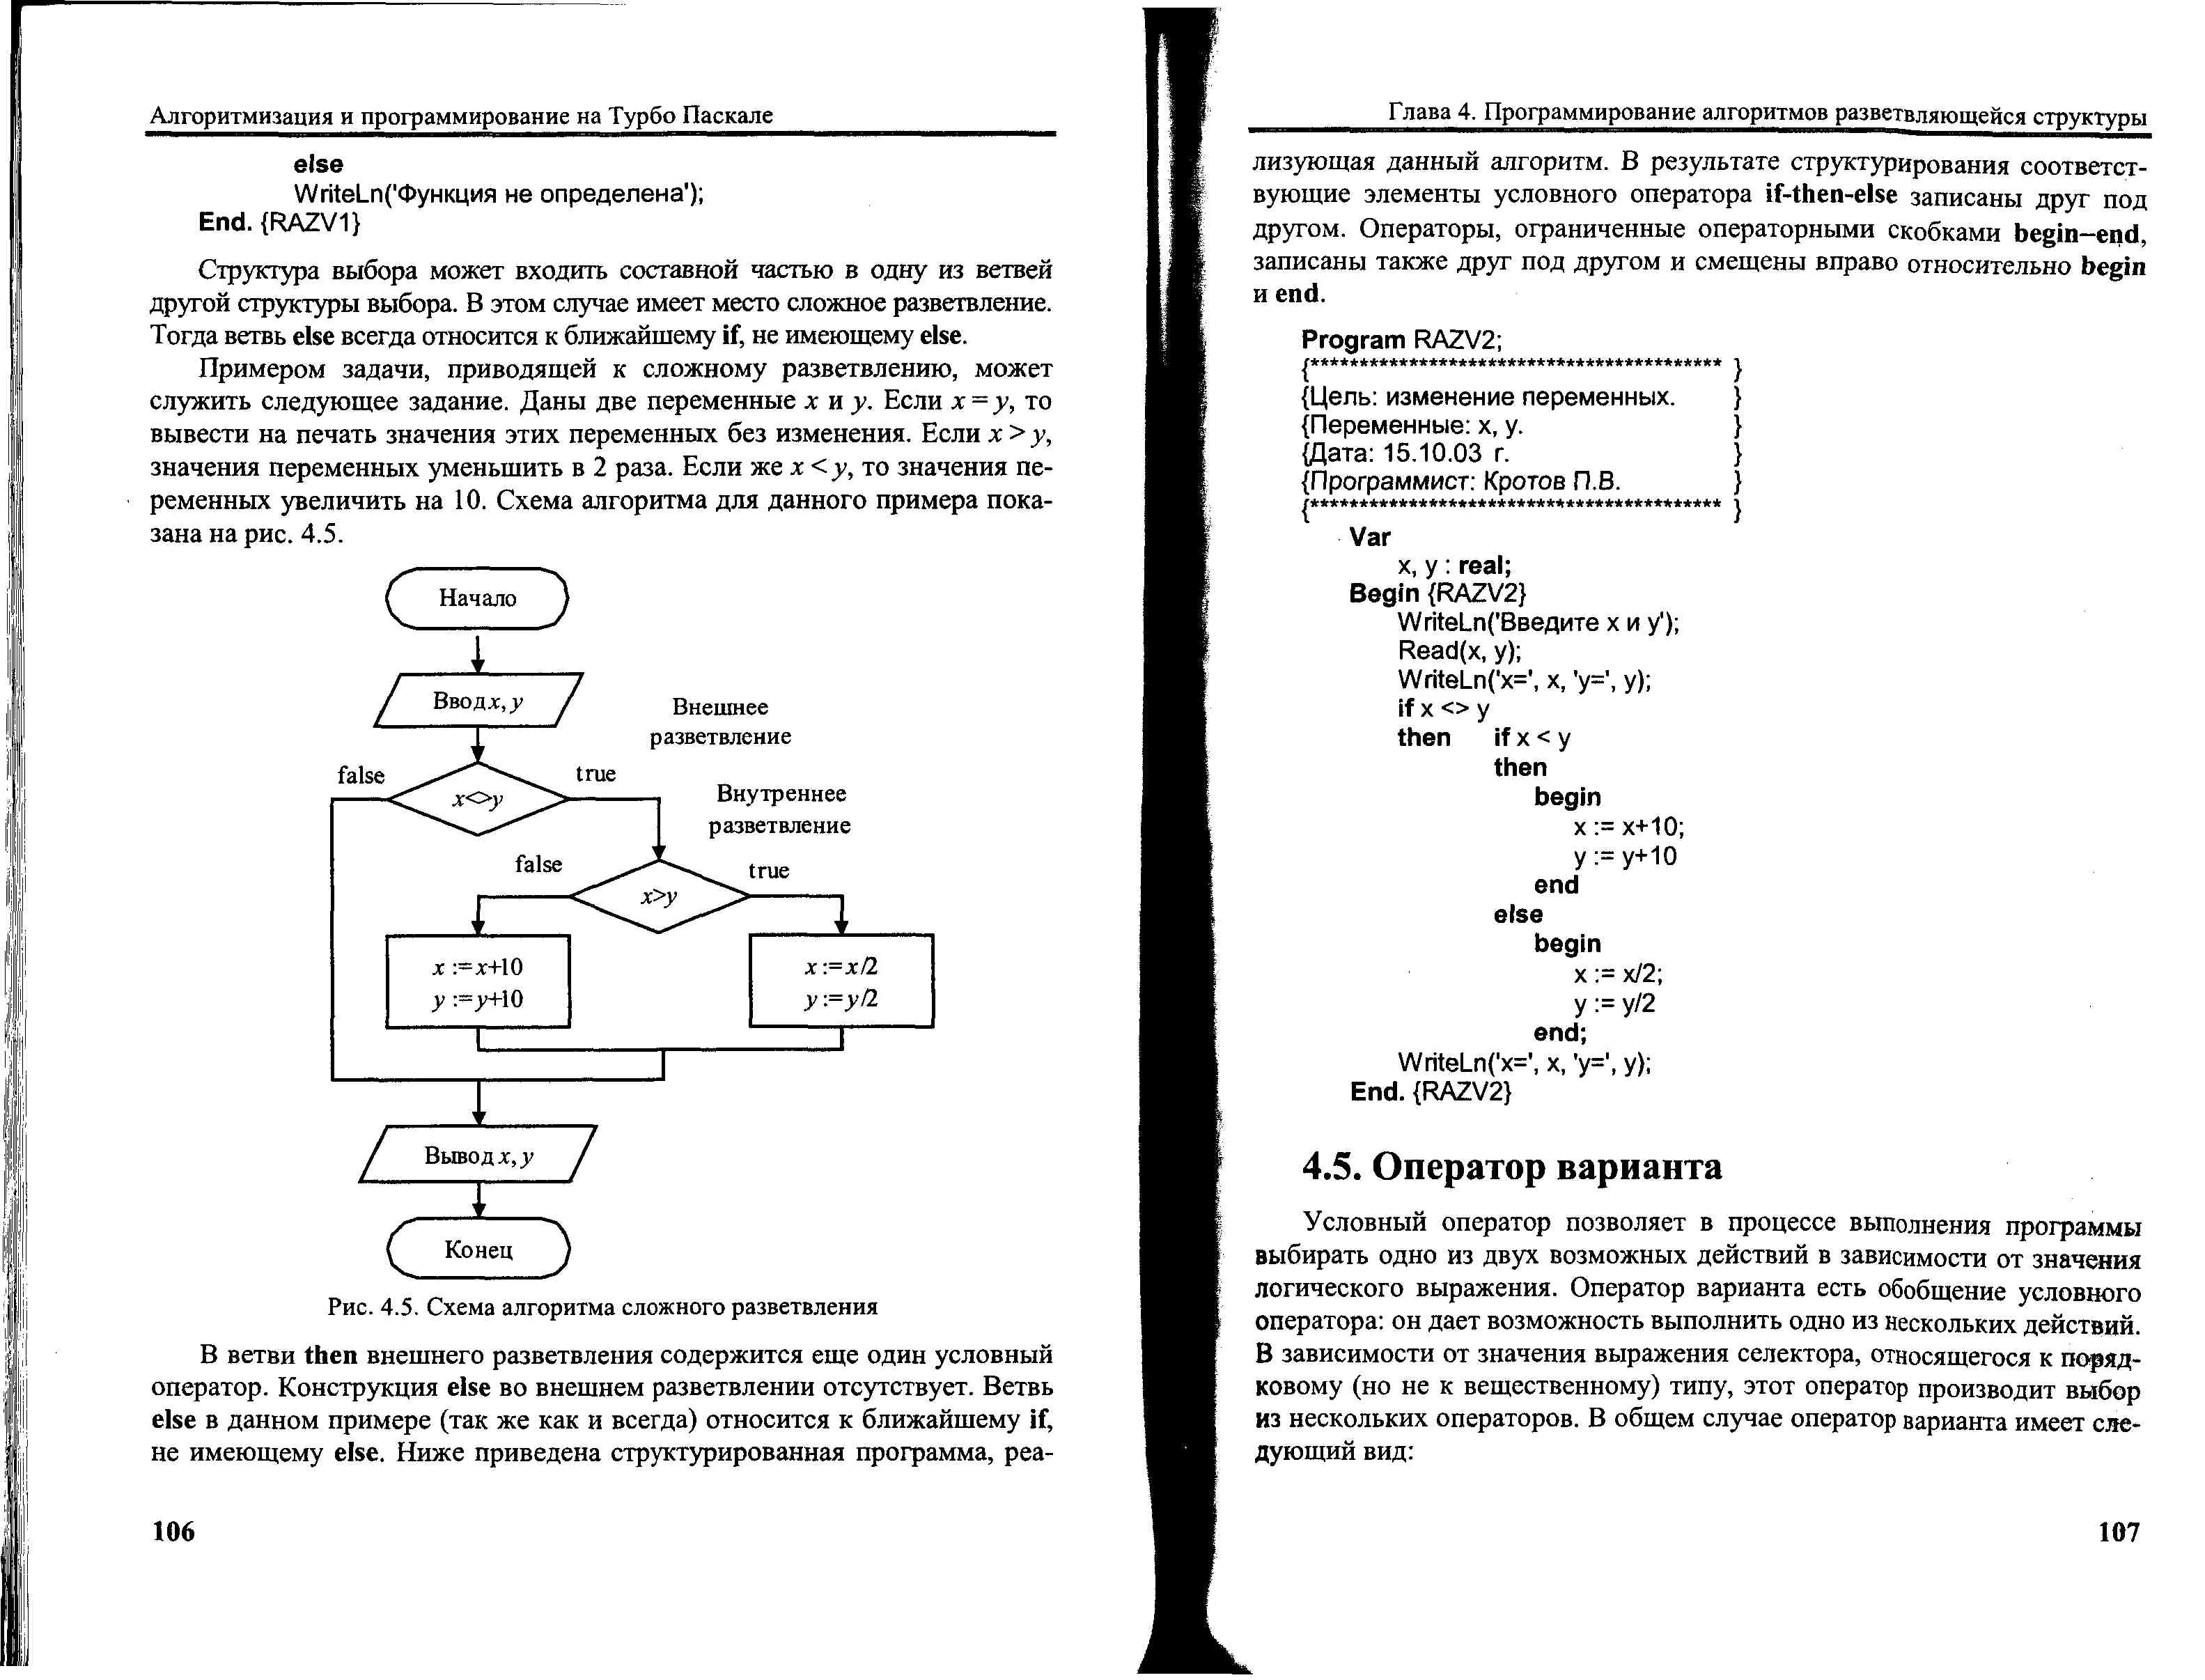 Алгоритмизация и программирование на Турбо Паскале
else
WriteLn('Функция не определена');
End. {RAZV1}
Структура выбора может входить составной частью в одну из ветвей
другой структуры выбора. В этом случае имеет место сложное разветвление.
Тогда ветвь else всегда относится к ближайшему if, не имеющему else.
Примером задачи, приводящей к сложному разветвлению, может
служить следующее задание. Даны две переменные x и y. Если x = y, то
вывести на печать значения этих переменных без изменения. Если x > y,
значения переменных уменьшить в 2 раза. Если же x < y, то значения пе-
ременных увеличить на 10. Схема алгоритма для данного примера пока-
зана на рис. 4.5.
Начало
Ввод x, y
Внешнее
разветвление
false
true
x<>y
Внутреннее
разветвление
false
true
x>y
x :=x+10
y :=y+10
x :=x/2
y :=y/2
Вывод x, y
Конец
Рис. 4.5. Схема алгоритма сложного разветвления
В ветви then внешнего разветвления содержится еще один условный
оператор. Конструкция else во внешнем разветвлении отсутствует. Ветвь
else в данном примере (так же как и всегда) относится к ближайшему if,
не имеющему else. Ниже приведена структурированная программа, реа-
106
Глава 4. Программирование алгоритмов разветвляющейся структуры
лизующая данный алгоритм. В результате структурирования соответст-
вующие элементы условного оператора if-then-else записаны друг под
другом. Операторы, ограниченные операторными скобками begin–end,
записаны также друг под другом и смещены вправо относительно begin
и end.
Program RAZV2;
{****************************************** }
{Цель: изменение переменных. }
{Переменные: x, y. }
{Дата: 15.10.03 г. }
{Программист: Кротов П.В. }
{****************************************** }
Var
x, y : real;
Begin {RAZV2}
WriteLn('Введите x и y');
Read(x, y);
WriteLn('x=', x, 'y=', y);
if x <> y
then if x < y
then
begin
x := x+10;
y := y+10
end
else
begin
x := x/2;
y := y/2
end;
WriteLn('x=', x, 'y=', y);
End. {RAZV2}
4.5. Оператор варианта
Условный оператор позволяет в процессе выполнения программы
выбирать одно из двух возможных действий в зависимости от значения
логического выражения. Оператор варианта есть обобщение условного
оператора: он дает возможность выполнить одно из нескольких действий.
В зависимости от значения выражения селектора, относящегося к поряд-
ковому (но не к вещественному) типу, этот оператор производит выбор
из нескольких операторов. В общем случае оператор варианта имеет сле-
дующий вид:
107